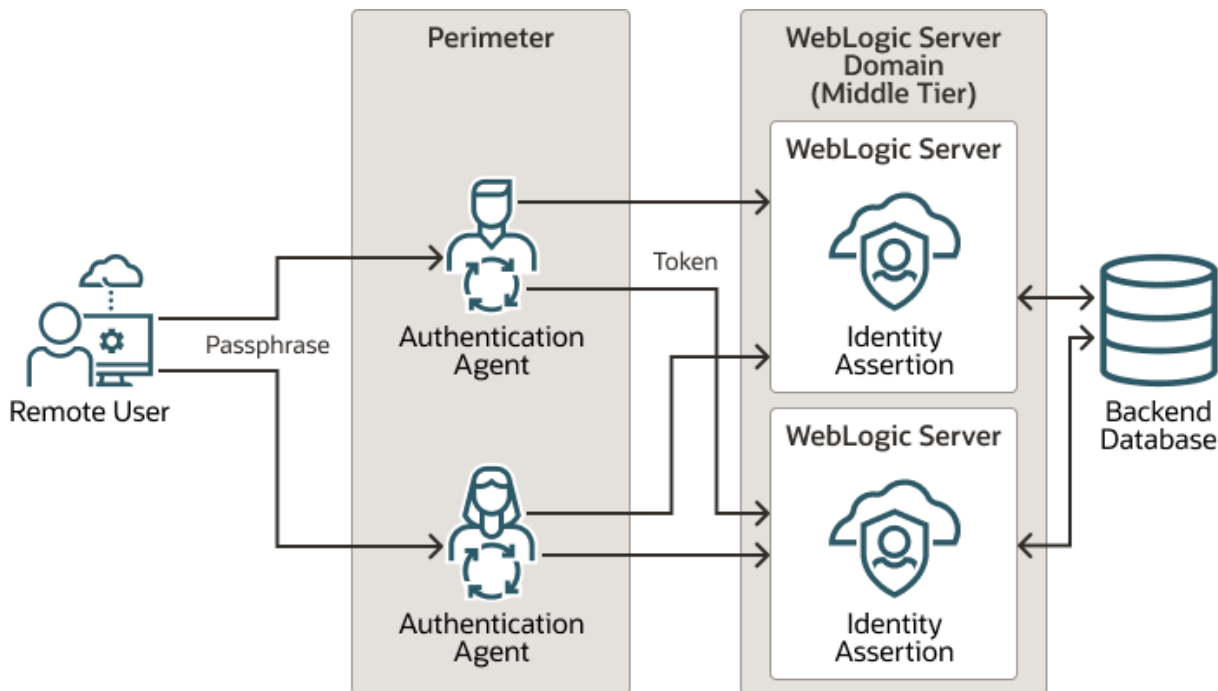 Perimeter
WebLogic Server
Domain
(Middle Tier)
WebLogic Server
Token
Passphrase
Authentication
Agent
Identity
Assertion
Remote User
Backend
Database
WebLogic Server
Authentication
Agent
Identity
Assertion